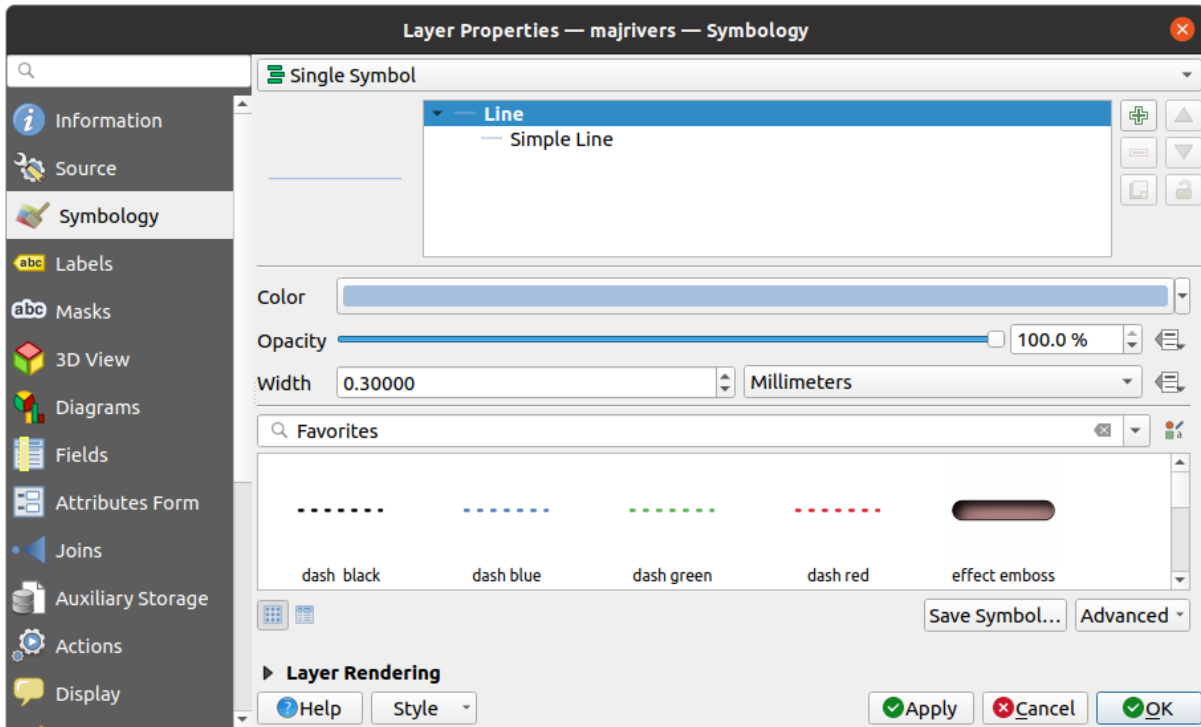 Layer Properties — majrivers — Symbology
Single Symbol
Information
Source
Symbology
abc Labels
abc Masks
3D View
Diagrams
Fields
Attributes Form
Joins
Auxiliary Storage
Actions
Display
Line
Simple Line
Color
Opacity
100.0 %
Width
0.30000
Millimeters
Favorites
a
dash black
dash blue
dash green
dash red
effect emboss
Save Symbol...
Advanced
Layer Rendering
Help
Style
Apply
Cancel
OK